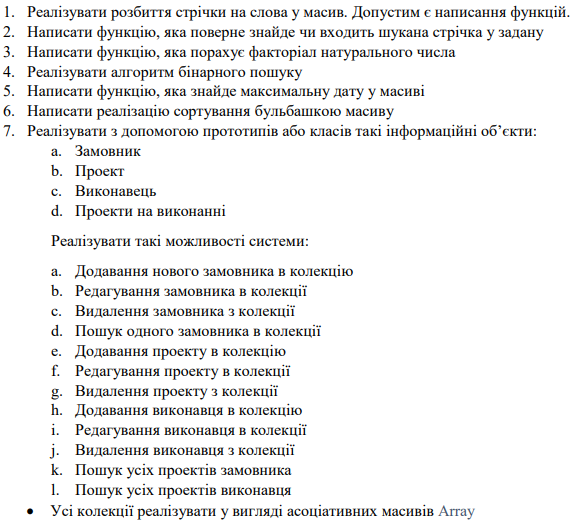 1. Реалізувати розбиття стрічки на слова у масив. Допустим є написання функцій.
2. Написати функцію, яка поверне знайде чи входить шукана стрічка у задану
3. Написати функцію, яка порахує факторіал натурального числа
4. Реалізувати алгоритм бінарного пошуку
5. Написати функцію, яка знайде максимальну дату у масиві
6. Написати реалізацію сортування бульбашкою масиву
7. Реалізувати з допомогою прототипів або класів такі інформаційні об’єкти:
a. Замовник
b. Проект
c. Виконавець
d. Проекти на виконанні
Реалізувати такі можливості системи:
a. Додавання нового замовника в колекцію
b. Редагування замовника в колекції
c. Видалення замовника з колекції
d. Пошук одного замовника в колекції
e. Додавання проекту в колекцію
f. Редагування проекту в колекції
g. Видалення проекту з колекції
h. Додавання виконавця в колекцію
i. Редагування виконавця в колекції
j. Видалення виконавця з колекції
k. Пошук усіх проектів замовника
l. Пошук усіх проектів виконавця
• Усі колекції реалізувати у вигляді асоціативних масивів Array